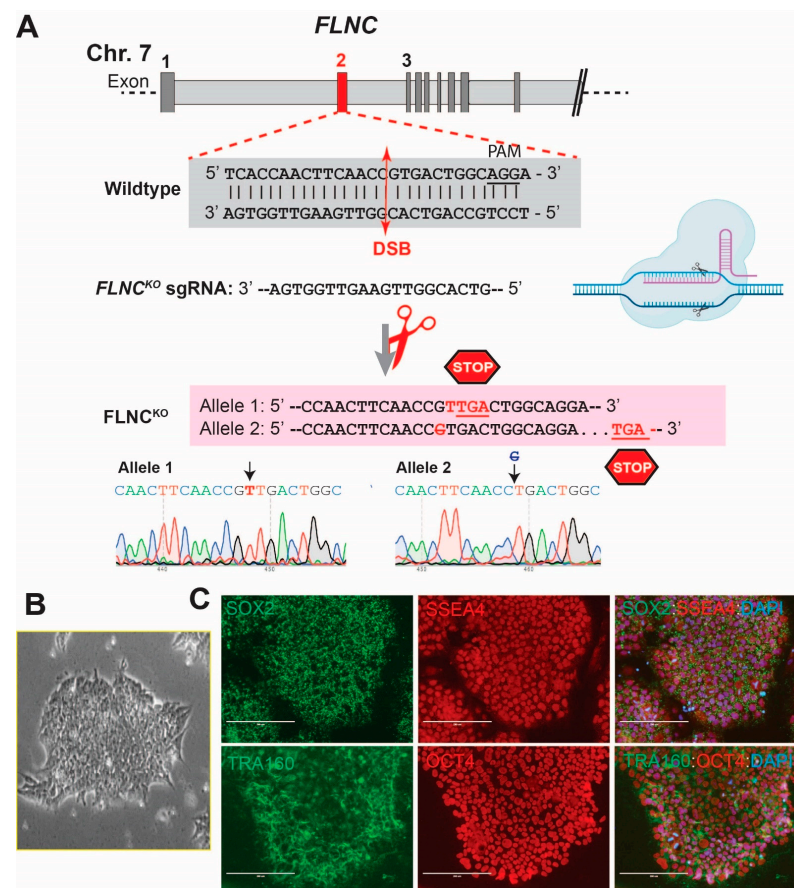 A
FLNC
Chr. 7
1
2
3
Exon
PAM
Wildtype
5’ TCACCAACTTCAACCGTGACTGGCAGGA - 3’
3’ AGTGGTTGAAGTTGGCACTGACCGTCCT - 5’
DSB
FLNCKO sgRNA: 3’ --AGTGGTTGAAGTTGGCACTG-- 5’
STOP
FLNCKO
Allele 1: 5’ --CCAACTTCAACCGTTGACTGGCAGGA-- 3’
Allele 2: 5’ --CCAACTTCAACCGTGACTGGCAGGA...TGA -- 3’
STOP
Allele 1
CAACTTCAACCGTTGACTGGC
440
Allele 2
G
CAACTTCAACCTGACTGGC
460
B
C
SOX2
SSEA4
SOX2:SSEA4:DAPI
TRA160
OCT4
TRA160:OCT4:DAPI